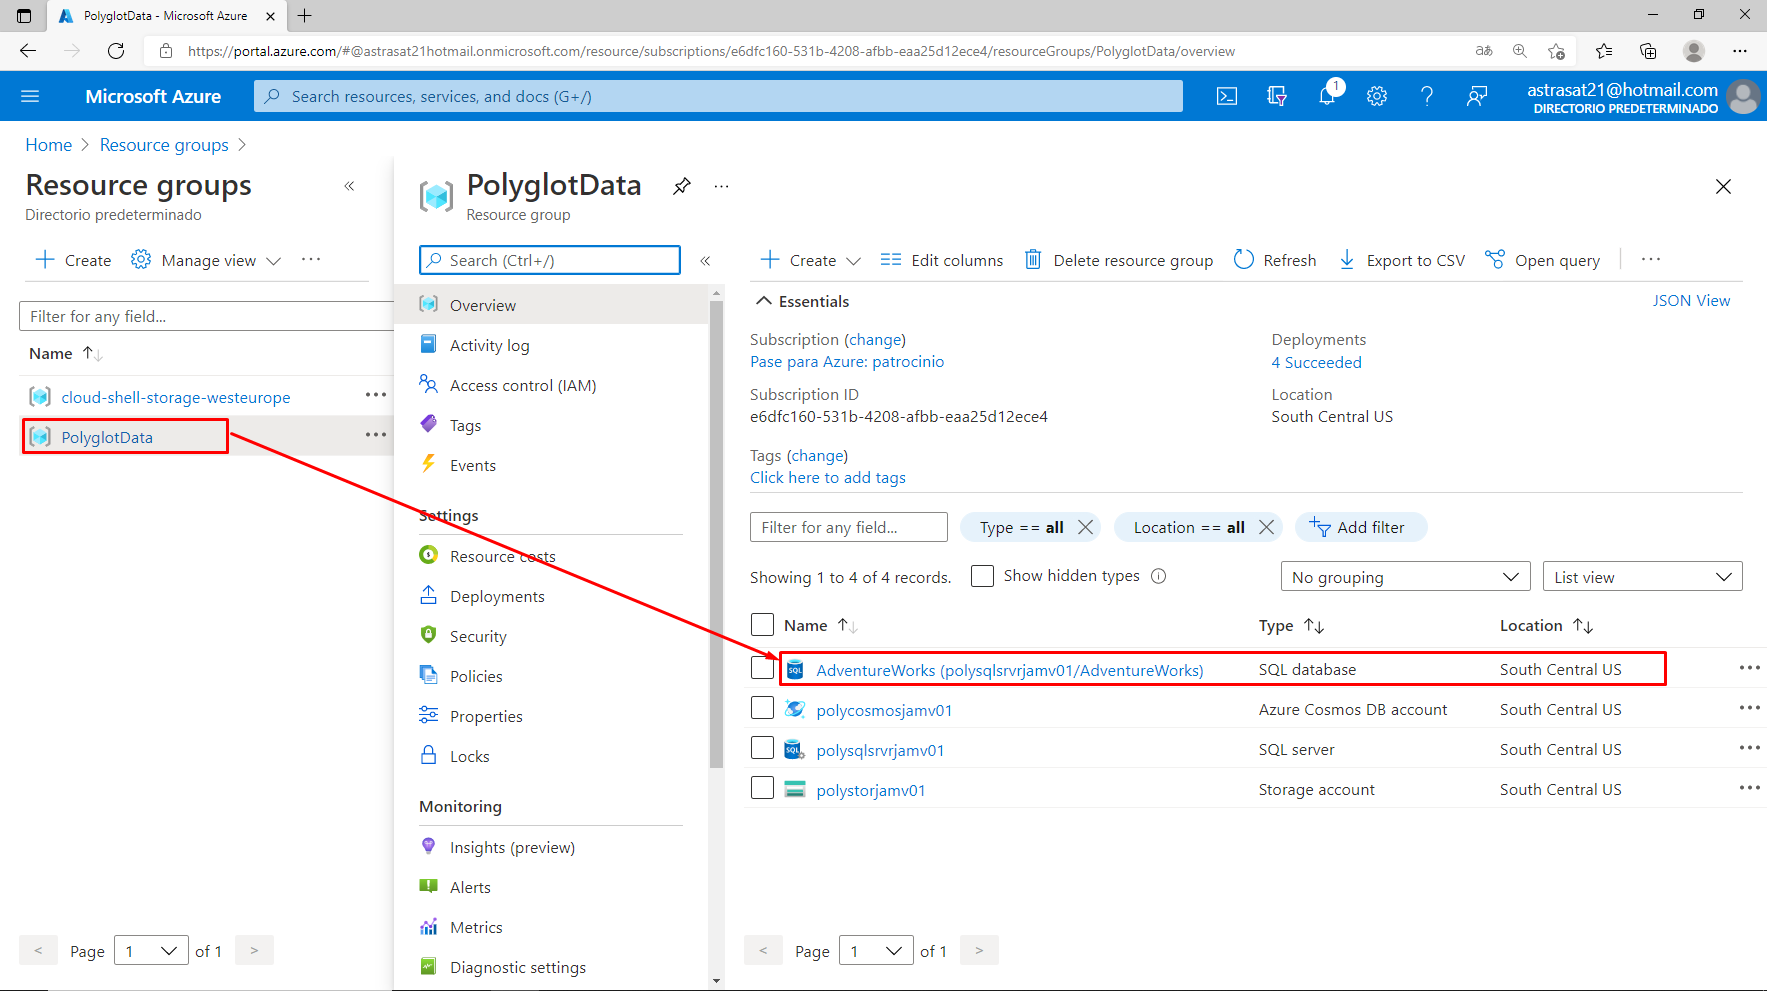 PolyglotData - Microsoft Azure
https://portal.azure.com/#@astrasat21hotmail.onmicrosoft.com/resource/subscriptions/e6dfc160-531b-4208-afbb-eaa25d12ece4/resourceGroups/PolyglotData/overview
aあ
Microsoft Azure
Search resources, services, and docs (G+/)
1
astrasat21@hotmail.com
DIRECTORIO PREDETERMINADO
Home > Resource groups >
Resource groups
Directorio predeterminado
Create
Manage view
Filter for any field...
Name
cloud-shell-storage-westeurope
PolyglotData
< Page 1 of 1 >
PolyglotData
Resource group
Search (Ctrl+/)
Overview
Activity log
Access control (IAM)
Tags
Events
Settings
Resource costs
Deployments
Security
Policies
Properties
Locks
Monitoring
Insights (preview)
Alerts
Metrics
Diagnostic settings
Create
Edit columns
Delete resource group
Refresh
Export to CSV
Open query
Essentials
JSON View
Subscription (change)
Pase para Azure: patrocinio
Subscription ID
e6dfc160-531b-4208-afbb-eaa25d12ece4
Deployments
4 Succeeded
Location
South Central US
Tags (change)
Click here to add tags
Filter for any field...
Type == all
Location == all
Add filter
Showing 1 to 4 of 4 records.
Show hidden types
No grouping
List view
Name Type Location
AdventureWorks (polysqlsrvrjamv01/AdventureWorks) SQL database South Central US
polycosmosjamv01 Azure Cosmos DB account South Central US
polysqlsrvrjamv01 SQL server South Central US
polystorjamv01 Storage account South Central US
< Page 1 of 1 >